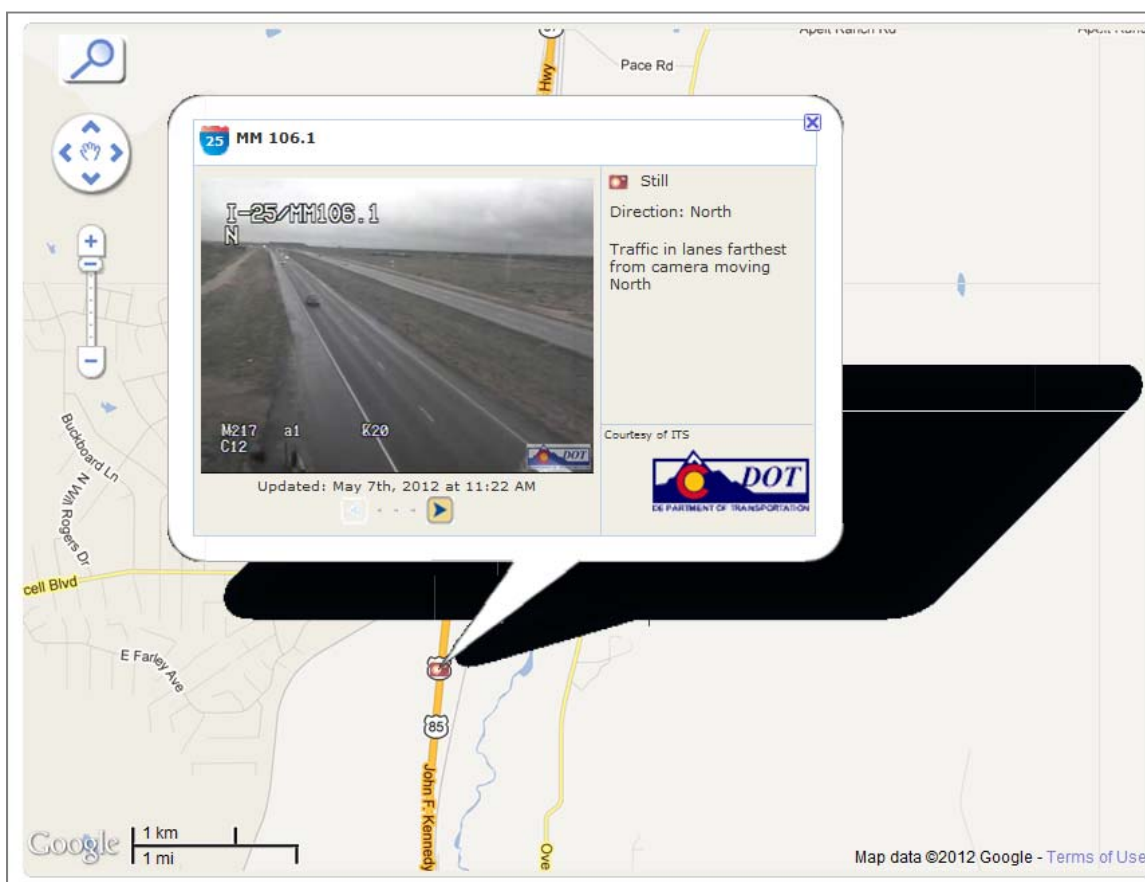 Apelt Ranch Rd
Pace Rd
Hwy
25 MM 106.1
I-25/MM106.1
N
M217 a1 K20
C12
DOT
Updated: May 7th, 2012 at 11:22 AM
Still
Direction: North
Traffic in lanes farthest
from camera moving
North
Courtesy of ITS
DOT
DEPARTMENT OF TRANSPORTATION
Buckboard Ln
N Will Rogers Dr
cell Blvd
E Farley Ave
85
John F. Kennedy
Ove
Google
1 km
1 mi
Map data ©2012 Google - Terms of Use